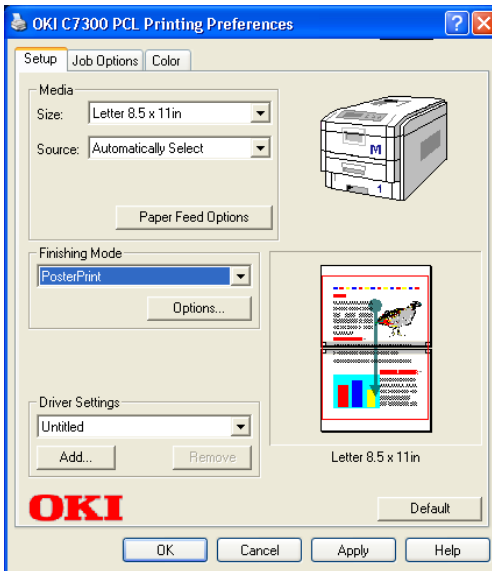 OKI C7300 PCL Printing Preferences
Setup Job Options Color
Media
Size: Letter 8.5 x 11in
Source: Automatically Select
M
1
Paper Feed Options
Finishing Mode
PosterPrint
Options...
Driver Settings
Untitled
Add... Remove
Letter 8.5 x 11in
OKI
Default
OK Cancel Apply Help